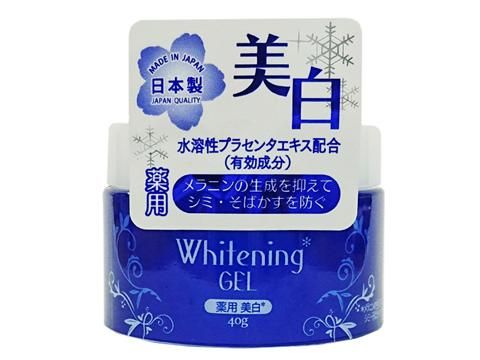 MADE IN JAPAN
日本製
JAPAN QUALITY
美白
水溶性プラセンタエキス配合
(有効成分)
薬用
メラニンの生成を抑えて
シミ・そばかすを防ぐ
Whitening*
GEL
薬用 美白*
40g